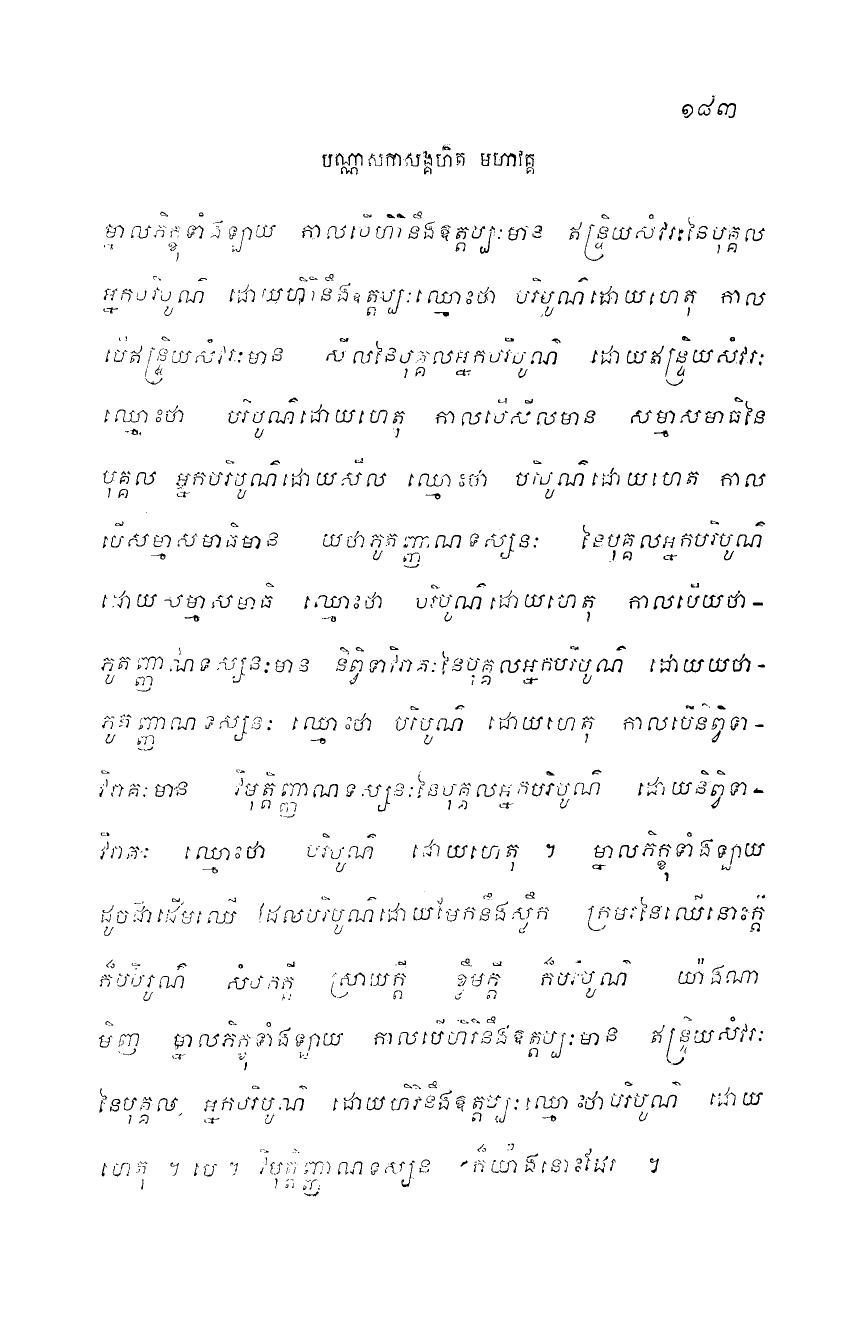 ១៨៣
បណ្ណាសកាសង្គហិត មហាវគ្គ
ម្នាលភិក្ខុទាំងឡាយ កាលបើហិរិនឹងឱត្តប្បៈមាន ឥន្ទ្រិយសំវរៈនៃបុគ្គល
អ្នកបរិបូណ៌ ដោយហិរិនឹងឱត្តប្បៈឈ្មោះថា បរិបូណ៌ដោយហេតុ កាល
បើឥន្ទ្រិយសំវរៈមាន សីលនៃបុគ្គលអ្នកបរិបូណ៌ ដោយឥន្ទ្រិយសំវរៈ
ឈ្មោះថា បរិបូណ៌ដោយហេតុ កាលបើសីលមាន សម្មាសមាធិនៃ
បុគ្គល អ្នកបរិបូណ៌ដោយសីល ឈ្មោះថា បរិបូណ៌ដោយហេតុ កាល
បើសម្មាសមាធិមាន យថាភូតញ្ញាណទស្សនៈ នៃបុគ្គលអ្នកបរិបូណ៌
ដោយសម្មាសមាធិ ឈ្មោះថា បរិបូណ៌ដោយហេតុ កាលបើយថា-
ភូតញ្ញាណទស្សនៈមាន និព្វិទាវិរាគៈនៃបុគ្គលអ្នកបរិបូណ៌ ដោយយថា-
ភូតញ្ញាណទស្សនៈ ឈ្មោះថា បរិបូណ៌ ដោយហេតុ កាលបើនិព្វិទា-
វិរាគៈមាន វិមុត្តិញ្ញាណទស្សនៈនៃបុគ្គលអ្នកបរិបូណ៌ ដោយនិព្វិទា-
វិរាគៈ ឈ្មោះថា បរិបូណ៌ ដោយហេតុ ។ ម្នាលភិក្ខុទាំងឡាយ
ដូចជាដើមឈើ ដែលបរិបូណ៌ដោយមែកនឹងស្លឹក ក្រមរនៃឈើនោះក្តី
ក៏បបិរូណ៌ សំបកក្តី ស្រាយក្តី ខ្លឹមក្តី ក៏បរិបូណ៌ យ៉ាងណា
មិញ ម្នាលភិក្ខុទាំងឡាយ កាលបើហិរិនឹងឱត្តប្បៈមាន ឥន្ទ្រិយសំវរៈ
នៃបុគ្គល អ្នកបរិបូណ៌ ដោយហិរិនឹងឱត្តប្បៈឈ្មោះថាបរិបូណ៌ ដោយ
ហេតុ ។ បេ ។ វិមុត្តិញ្ញាណទស្សន ក៏យ៉ាងនោះដែរ ។